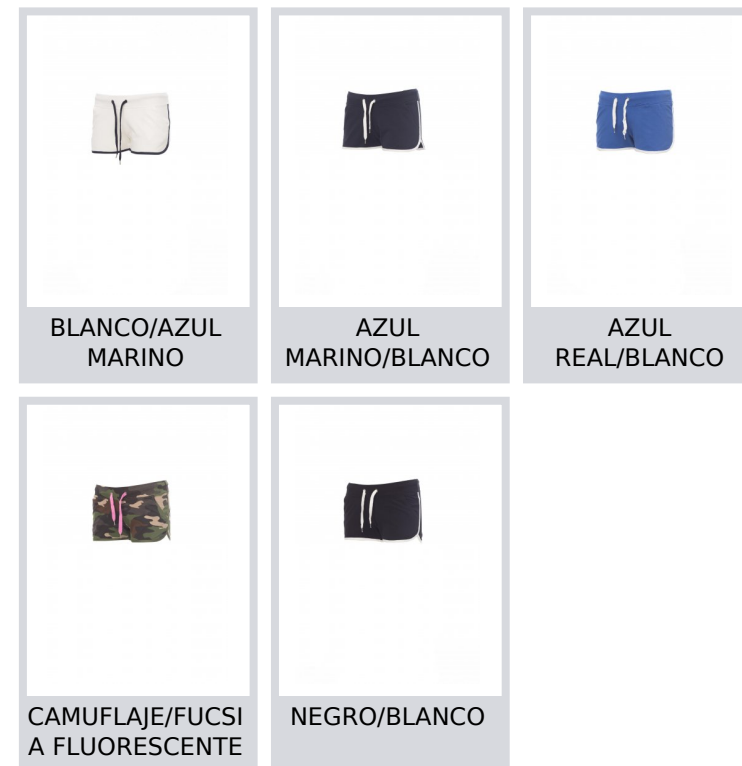 BLANCO/AZUL
MARINO
AZUL
MARINO/BLANCO
AZUL
REAL/BLANCO
CAMUFLAJE/FUCSI
A FLUORESCENTE
NEGRO/BLANCO